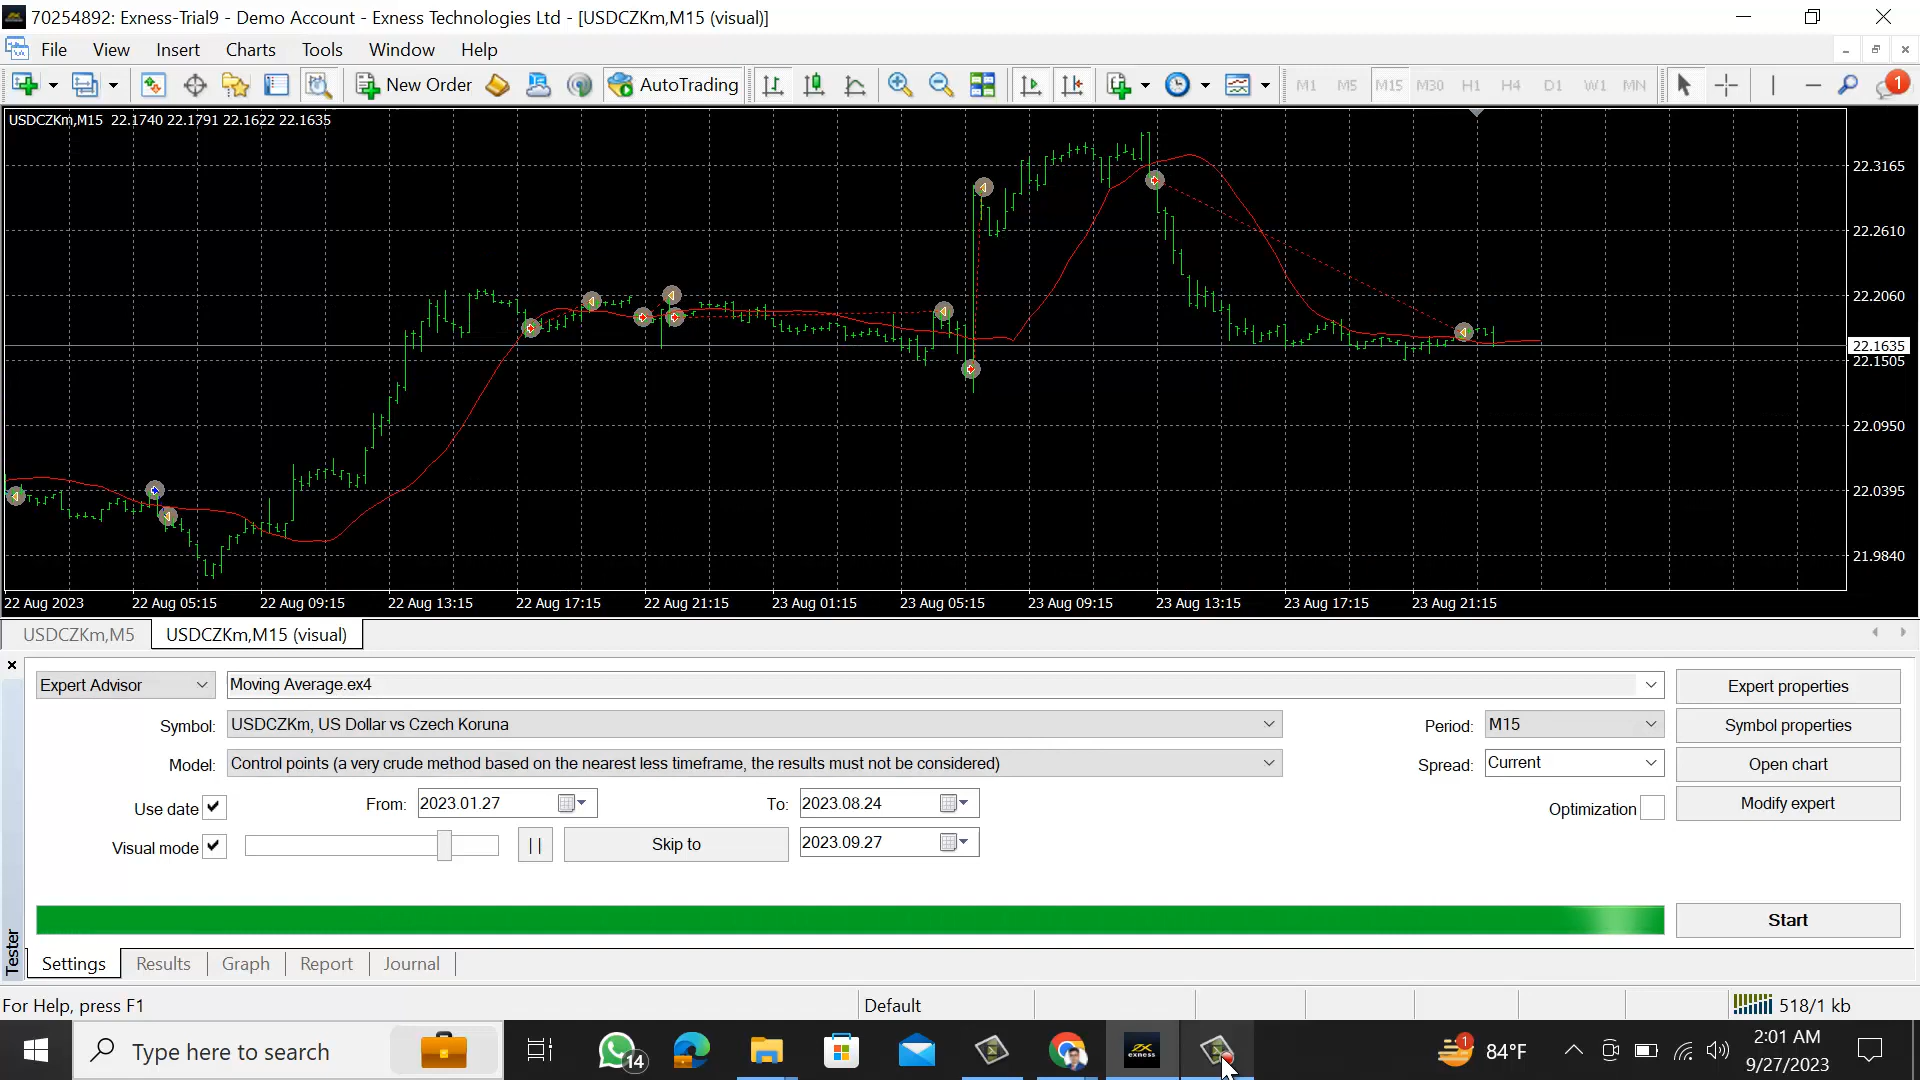 70254892: Exness-Trial9 - Demo Account - Exness Technologies Ltd - [USDCZKm,M15 (visual)]
File View Insert Charts Tools Window Help
New Order AutoTrading M1 M5 M15 M30 H1 H4 D1 W1 MN 1
USDCZKm,M15 22.1740 22.1791 22.1622 22.1635
22.3165
22.2610
22.2060
22.1635
22.1505
22.0950
22.0395
21.9840
22 Aug 2023 22 Aug 05:15 22 Aug 09:15 22 Aug 13:15 22 Aug 17:15 22 Aug 21:15 23 Aug 01:15 23 Aug 05:15 23 Aug 09:15 23 Aug 13:15 23 Aug 17:15 23 Aug 21:15
USDCZKm,M5 USDCZKm,M15 (visual)
Expert Advisor Moving Average.ex4 Expert properties
Symbol: USDCZKm, US Dollar vs Czech Koruna Period: M15 Symbol properties
Model: Control points (a very crude method based on the nearest less timeframe, the results must not be considered) Spread: Current Open chart
Use date From: 2023.01.27 To: 2023.08.24 Optimization Modify expert
Visual mode Skip to 2023.09.27
Start
Tester
Settings Results Graph Report Journal
For Help, press F1 Default 518/1 kb
Type here to search 14 exness 1 84°F 2:01 AM
9/27/2023